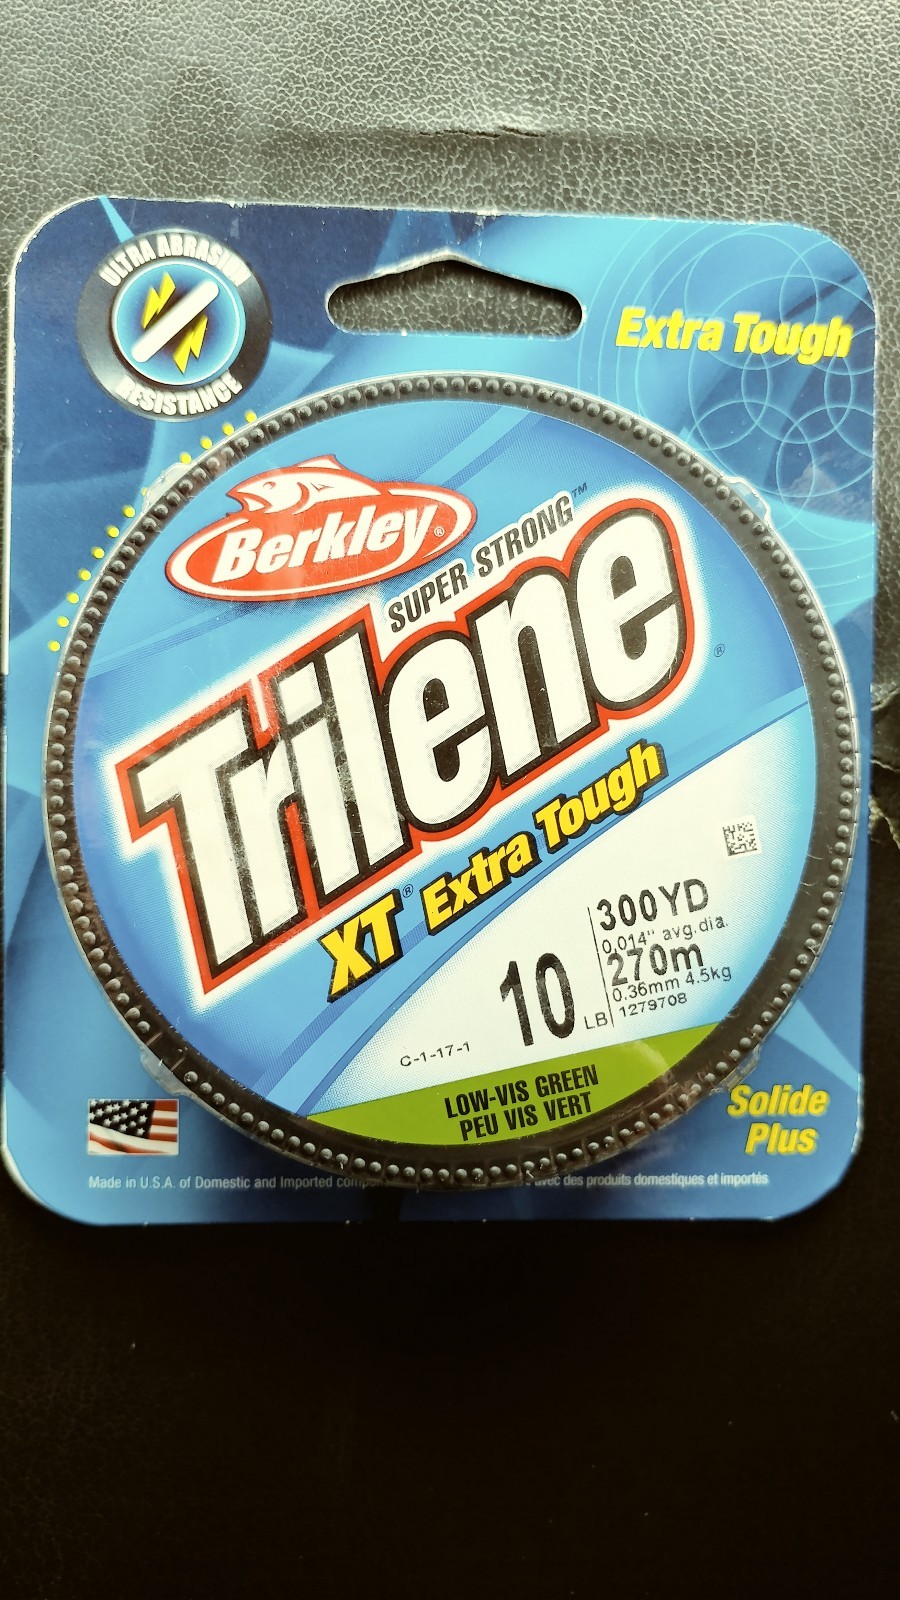 ULTRA ABRASION
RESISTANCE
Extra Tough
Berkley®
SUPER STRONG™
Trilene®
XT® Extra Tough
300YD
0.014" avg.dia.
270m
0.36mm 4.5kg
1279708
10 LB
C-1-17-1
LOW-VIS GREEN
PEU VIS VERT
Solide
Plus
Made in U.S.A. of Domestic and Imported
avec des produits domestiques et importés